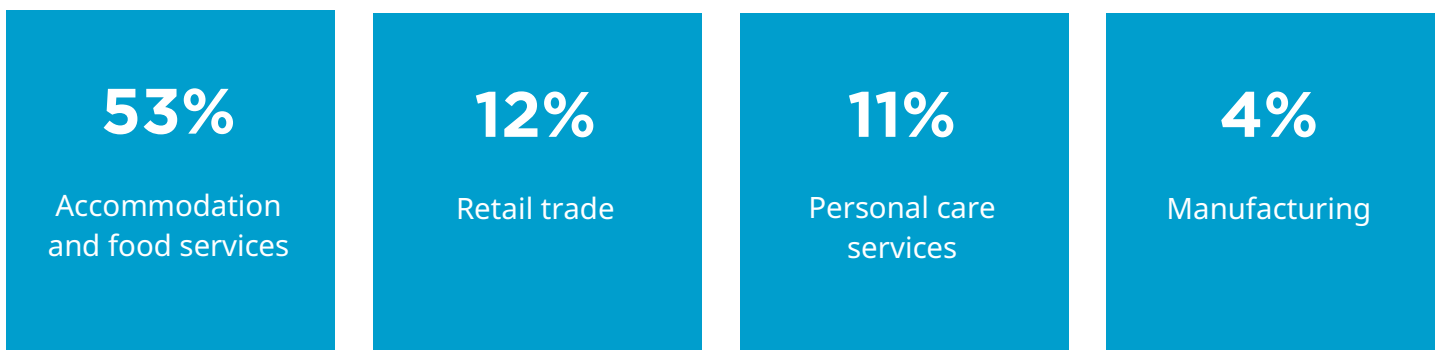 53%
Accommodation
and food services
12%
Retail trade
11%
Personal care
services
4%
Manufacturing